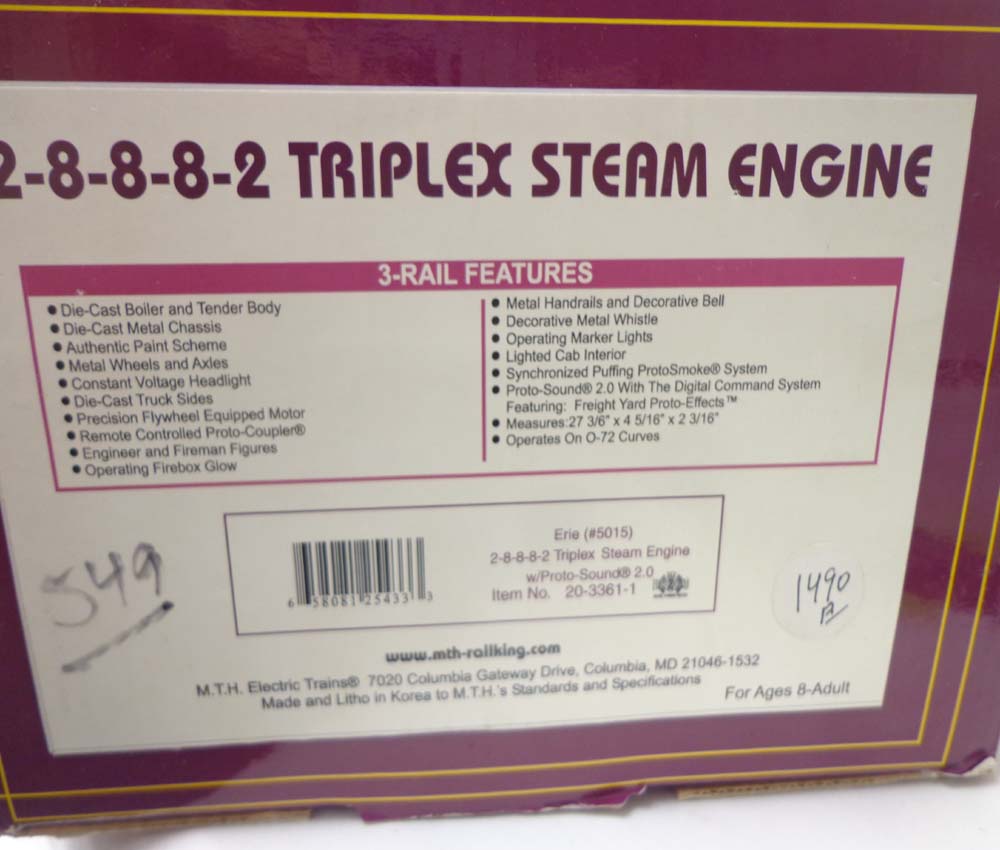 2-8-8-8-2 TRIPLEX STEAM ENGINE
3-RAIL FEATURES
● Die-Cast Boiler and Tender Body
● Die-Cast Metal Chassis
● Authentic Paint Scheme
● Metal Wheels and Axles
● Constant Voltage Headlight
● Die-Cast Truck Sides
● Precision Flywheel Equipped Motor
● Remote Controlled Proto-Coupler®
● Engineer and Fireman Figures
● Operating Firebox Glow
● Metal Handrails and Decorative Bell
● Decorative Metal Whistle
● Operating Marker Lights
● Lighted Cab Interior
● Synchronized Puffing ProtoSmoke® System
● Proto-Sound® 2.0 With The Digital Command System
Featuring: Freight Yard Proto-Effects™
● Measures:27 3/6" x 4 5/16" x 2 3/16"
● Operates On O-72 Curves
549
6 58081 25433 3
Erie (#5015)
2-8-8-8-2 Triplex Steam Engine
w/Proto-Sound® 2.0
Item No. 20-3361-1
1490
www.mth-railking.com
M.T.H. Electric Trains® 7020 Columbia Gateway Drive, Columbia, MD 21046-1532
Made and Litho in Korea to M.T.H.'s Standards and Specifications
For Ages 8-Adult